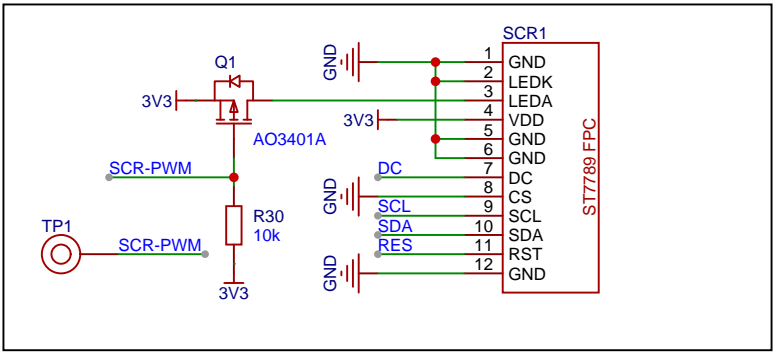 SCR1
Q1
GND
1 GND
2 LEDK
3V3
3 LEDA
3V3
4 VDD
AO3401A
5 GND
6 GND
SCR-PWM
DC
7 DC
GND
8 CS
SCL
9 SCL
R30
10k
TP1
SDA
10 SDA
SCR-PWM
RES
11 RST
GND
12 GND
3V3
ST7789 FPC